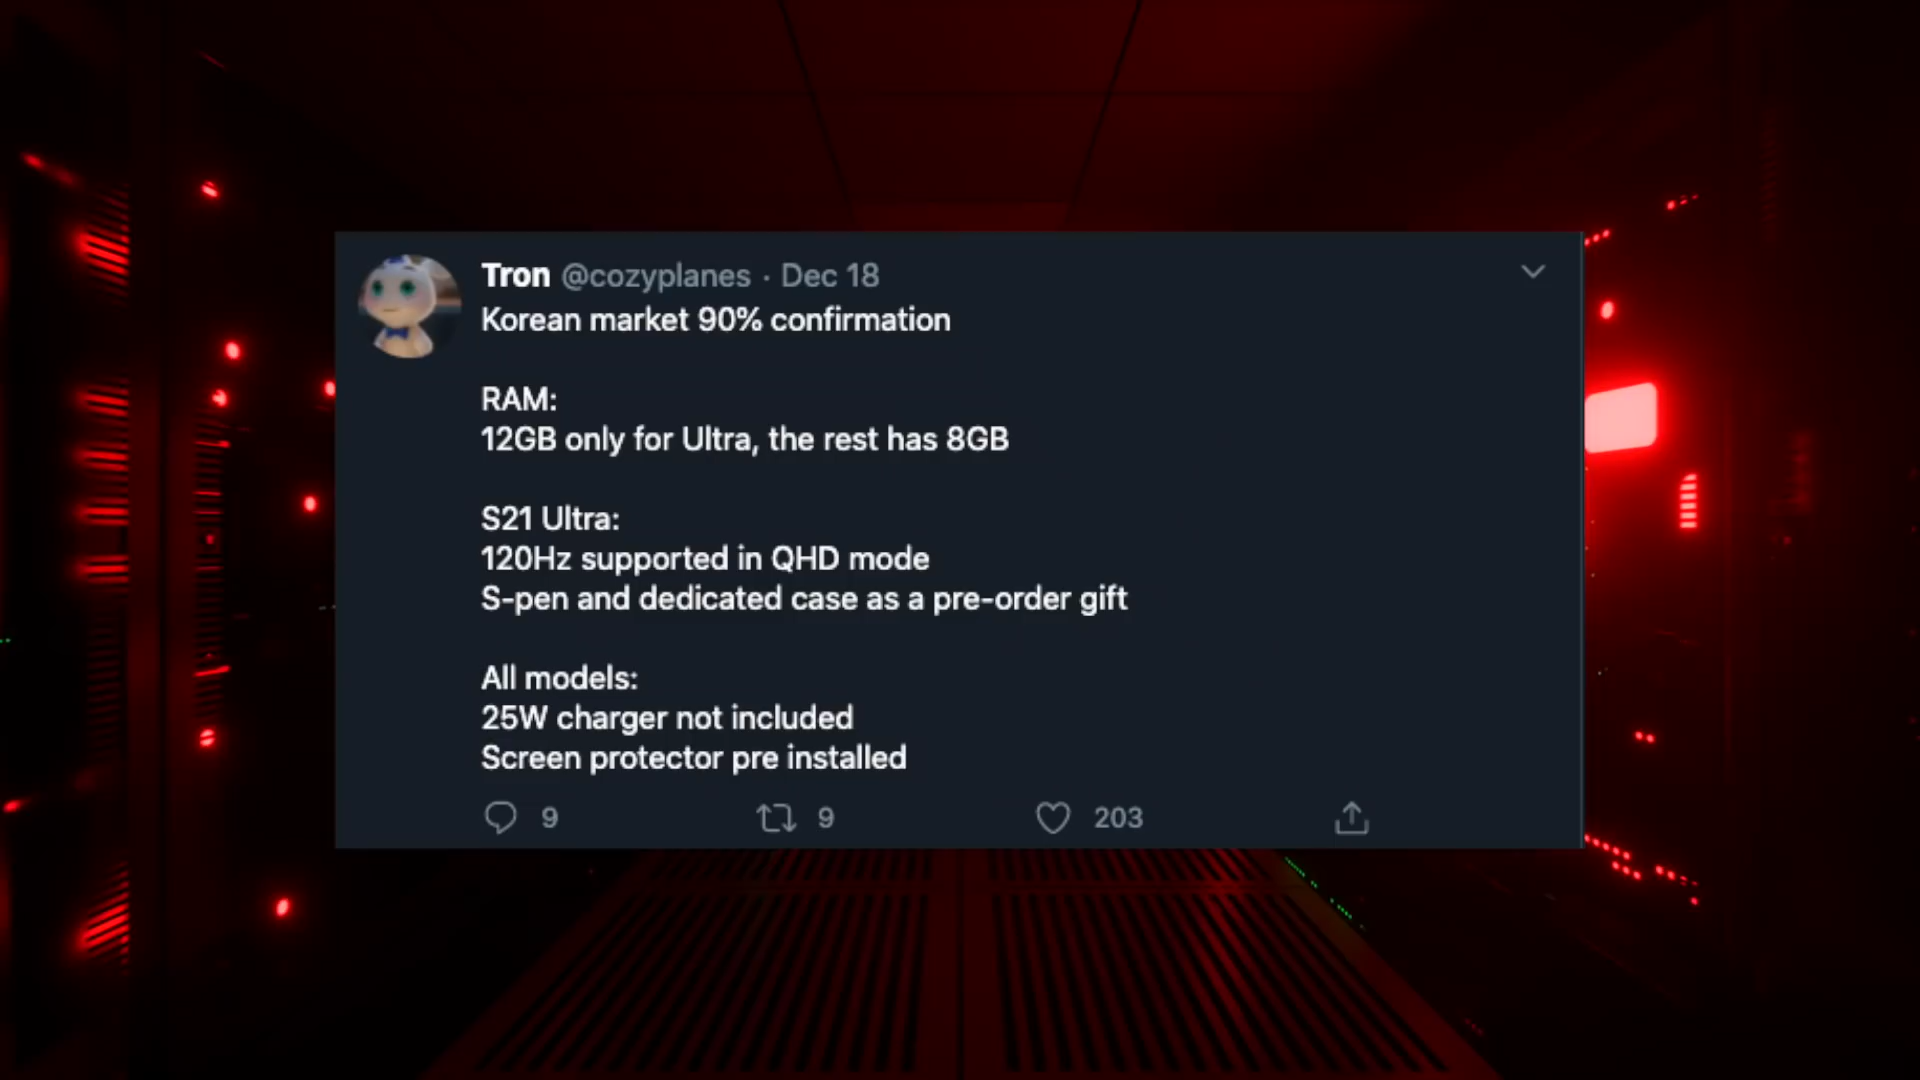 Tron @cozyplanes · Dec 18
Korean market 90% confirmation
RAM:
12GB only for Ultra, the rest has 8GB
S21 Ultra:
120Hz supported in QHD mode
S-pen and dedicated case as a pre-order gift
All models:
25W charger not included
Screen protector pre installed
9 9 203